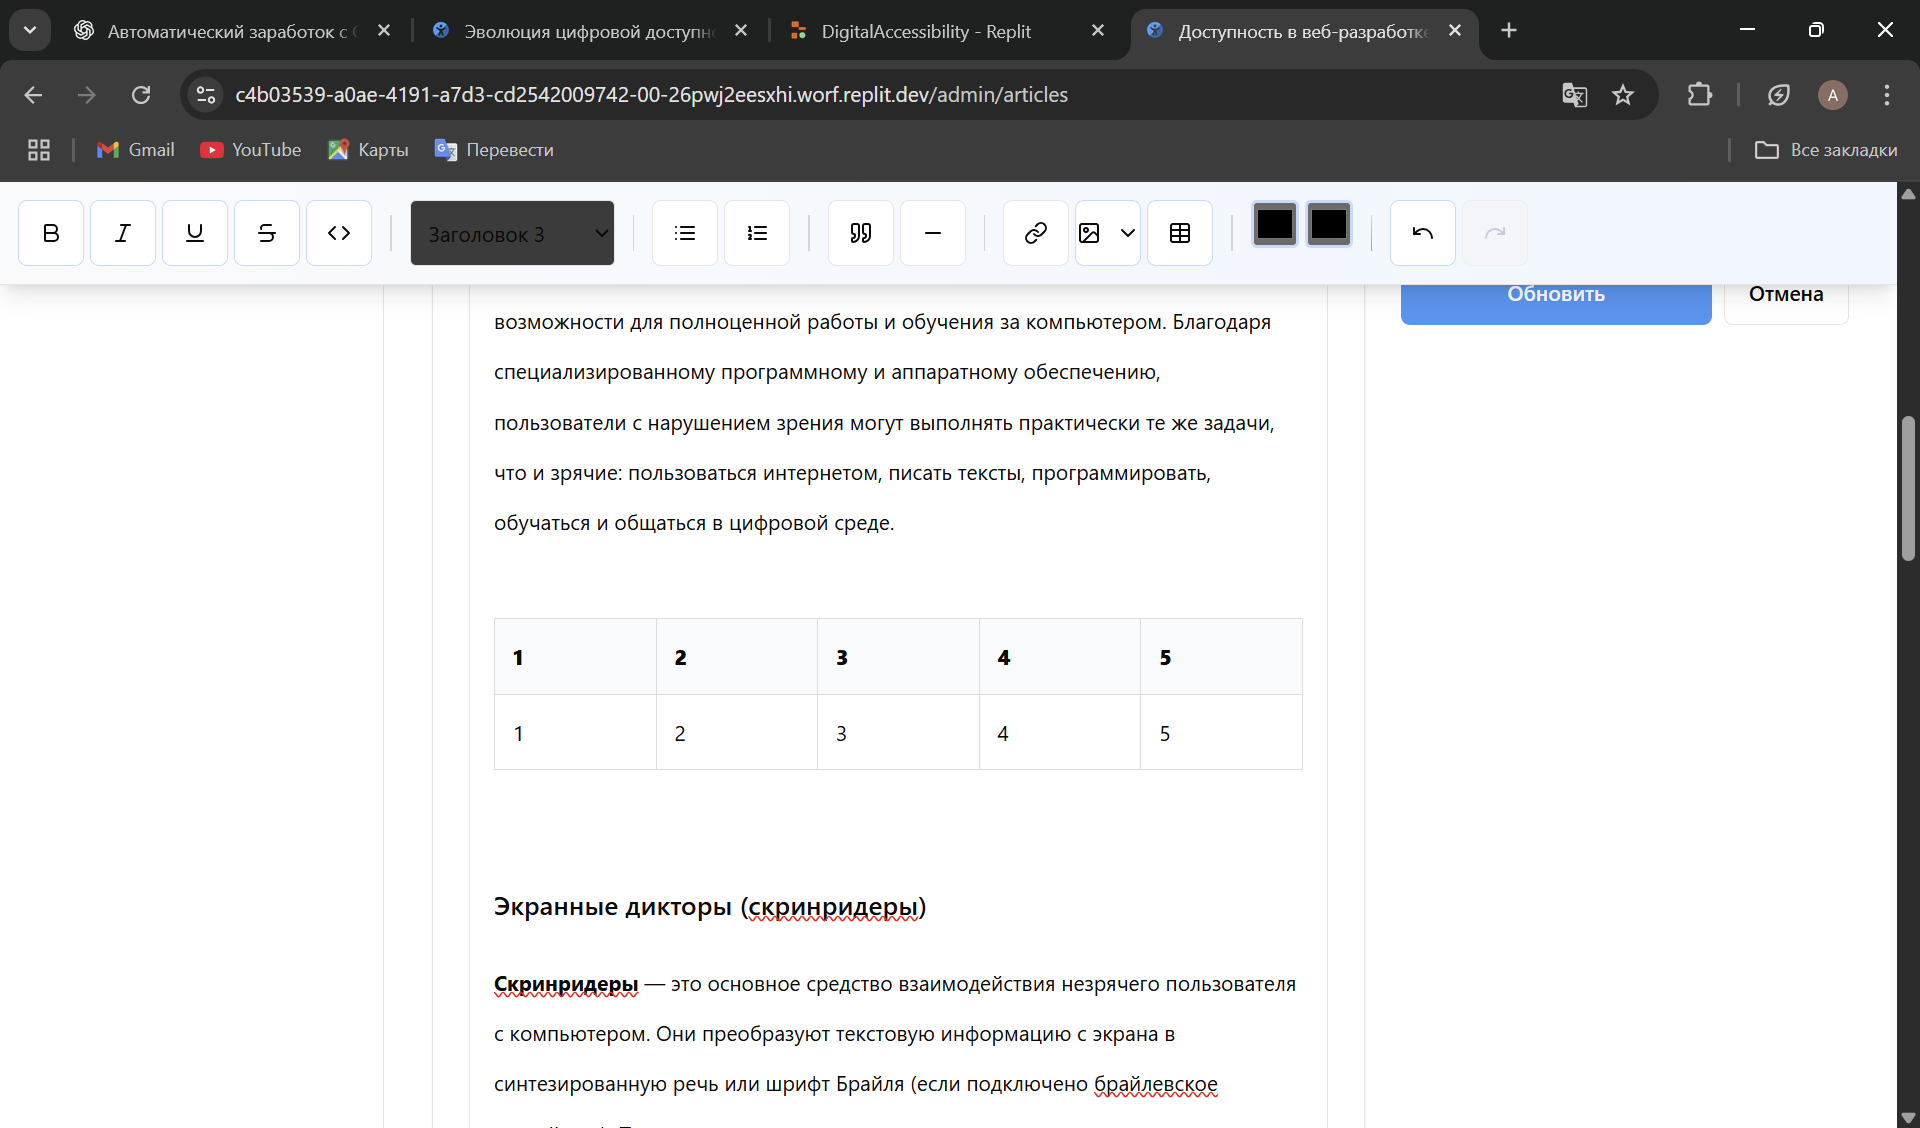 Автоматический заработок с
Эволюция цифровой доступн
DigitalAccessibility - Replit
Доступность в веб-разработке
c4b03539-a0ae-4191-a7d3-cd2542009742-00-26pwj2eesxhi.worf.replit.dev/admin/articles
A
Gmail
YouTube
Карты
Перевести
Все закладки
B I U S <>
Заголовок 3
Обновить
Отмена
возможности для полноценной работы и обучения за компьютером. Благодаря
специализированному программному и аппаратному обеспечению,
пользователи с нарушением зрения могут выполнять практически те же задачи,
что и зрячие: пользоваться интернетом, писать тексты, программировать,
обучаться и общаться в цифровой среде.
1 2 3 4 5
1 2 3 4 5
Экранные дикторы (скринридеры)
Скринридеры — это основное средство взаимодействия незрячего пользователя
с компьютером. Они преобразуют текстовую информацию с экрана в
синтезированную речь или шрифт Брайля (если подключено брайлевское